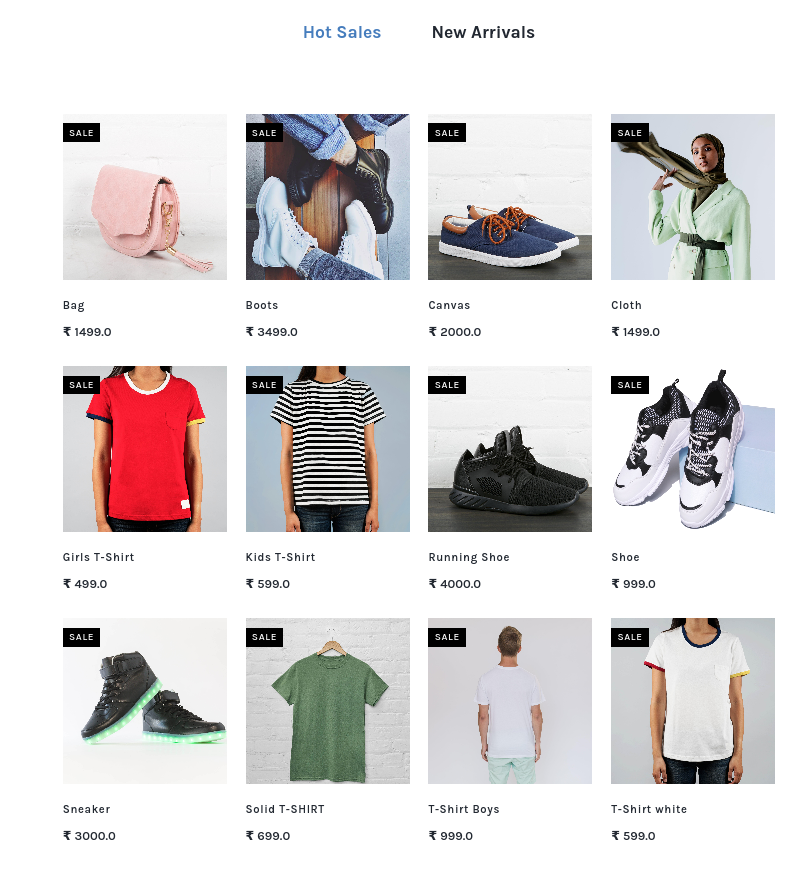 Hot Sales New Arrivals
SALE SALE SALE SALE
Bag Boots Canvas Cloth
₹ 1499.0 ₹ 3499.0 ₹ 2000.0 ₹ 1499.0
SALE SALE SALE SALE
Girls T-Shirt Kids T-Shirt Running Shoe Shoe
₹ 499.0 ₹ 599.0 ₹ 4000.0 ₹ 999.0
SALE SALE SALE SALE
Sneaker Solid T-SHIRT T-Shirt Boys T-Shirt white
₹ 3000.0 ₹ 699.0 ₹ 999.0 ₹ 599.0